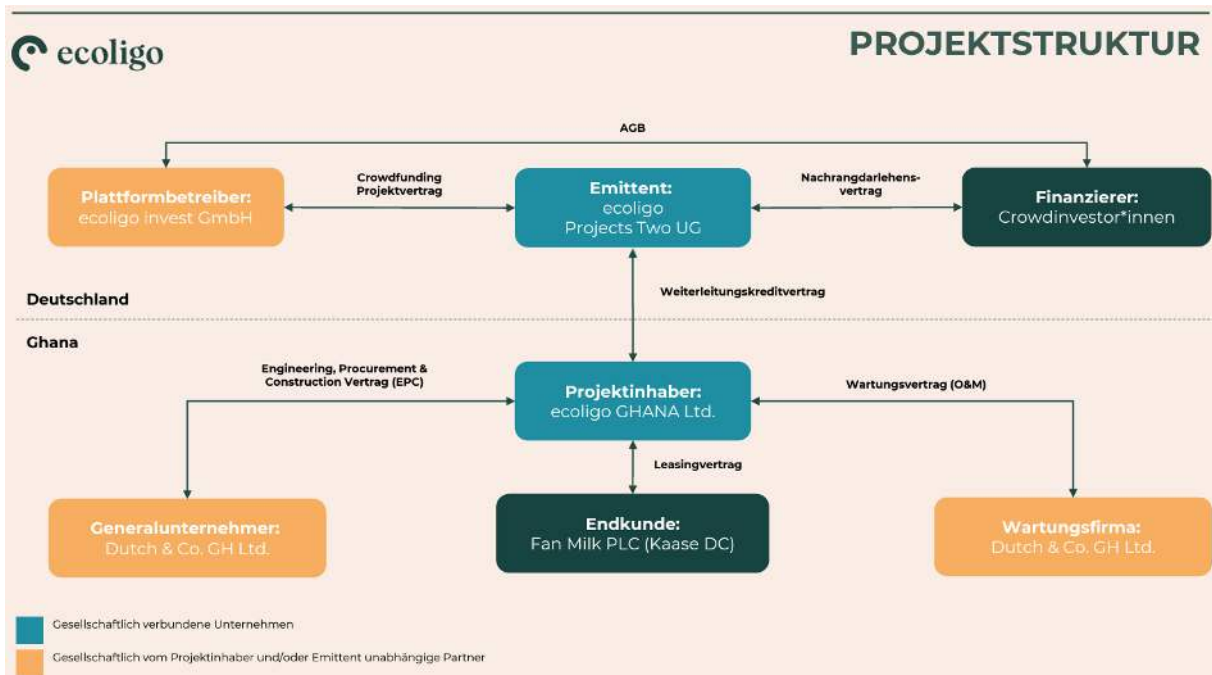 ecoligo
PROJEKTSTRUKTUR
AGB
Plattformbetreiber:
ecoligo invest GmbH
Crowdfunding
Projektvertrag
Emittent:
ecoligo
Projects Two UG
Nachrangdarlehens-
vertrag
Finanzierer:
Crowdinvestor*innen
Weiterleitungskreditvertrag
Deutschland
Ghana
Engineering, Procurement &
Construction Vertrag (EPC)
Projektinhaber:
ecoligo GHANA Ltd.
Wartungsvertrag (O&M)
Leasingvertrag
Generalunternehmer:
Dutch & Co. GH Ltd.
Endkunde:
Fan Milk PLC (Kaase DC)
Wartungsfirma:
Dutch & Co. GH Ltd.
Gesellschaftlich verbundene Unternehmen
Gesellschaftlich vom Projektinhaber und/oder Emittent unabhängige Partner